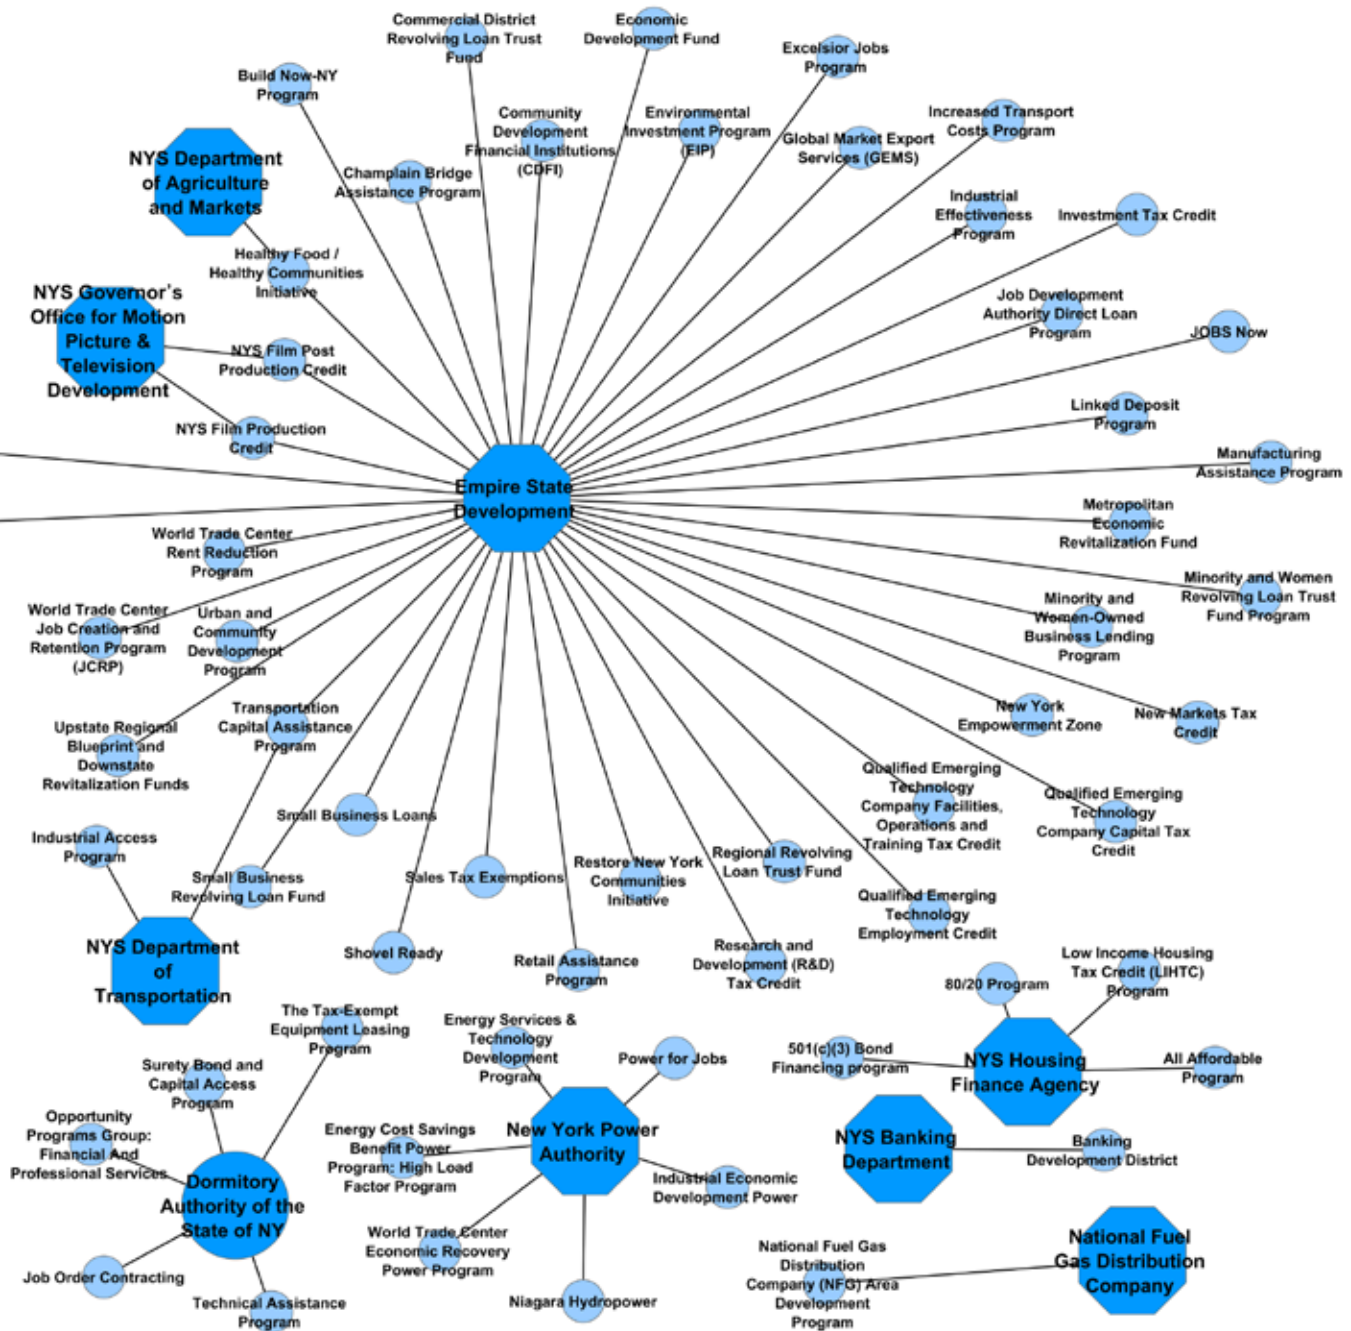 Commercial District
Revolving Loan Trust
Fund
Economic
Development Fund
Excelsior Jobs
Program
Build Now-NY
Program
Community
Development
Financial Institutions
(CDFI)
Environmental
Investment Program
(EIP)
Global Market Export
Services (GEMS)
Increased Transport
Costs Program
NYS Department
of Agriculture
and Markets
Champlain Bridge
Assistance Program
Industrial
Effectiveness
Program
Investment Tax Credit
Healthy Food /
Healthy Communities
Initiative
NYS Governor's
Office for Motion
Picture &
Television
Development
Job Development
Authority Direct Loan
Program
JOBS Now
NYS Film Post
Production Credit
NYS Film Production
Credit
Linked Deposit
Program
Manufacturing
Assistance Program
Empire State
Development
Metropolitan
Economic
Revitalization Fund
World Trade Center
Rent Reduction
Program
Minority and Women
Revolving Loan Trust
Fund Program
Minority and
Women-Owned
Business Lending
Program
World Trade Center
Job Creation and
Retention Program
(JCRP)
Urban and
Community
Development
Program
Transportation
Capital Assistance
Program
New York
Empowerment Zone
New Markets Tax
Credit
Upstate Regional
Blueprint and
Downstate
Revitalization Funds
Qualified Emerging
Technology
Company Facilities,
Operations and
Training Tax Credit
Qualified Emerging
Technology
Company Capital Tax
Credit
Small Business Loans
Industrial Access
Program
Small Business
Revolving Loan Fund
Sales Tax Exemptions
Restore New York
Communities
Initiative
Regional Revolving
Loan Trust Fund
Qualified Emerging
Technology
Employment Credit
NYS Department
of
Transportation
Shovel Ready
Retail Assistance
Program
Research and
Development (R&D)
Tax Credit
Low Income Housing
Tax Credit (LIHTC)
Program
80/20 Program
The Tax-Exempt
Equipment Leasing
Program
Energy Services &
Technology
Development
Program
Power for Jobs
501(c)(3) Bond
Financing program
NYS Housing
Finance Agency
All Affordable
Program
Surety Bond and
Capital Access
Program
Opportunity
Programs Group:
Financial And
Professional Services
Energy Cost Savings
Benefit Power
Program: High Load
Factor Program
New York Power
Authority
NYS Banking
Department
Banking
Development District
Dormitory
Authority of the
State of NY
Industrial Economic
Development Power
World Trade Center
Economic Recovery
Power Program
National Fuel Gas
Distribution
Company (NFG) Area
Development
Program
National Fuel
Gas Distribution
Company
Job Order Contracting
Technical Assistance
Program
Niagara Hydropower